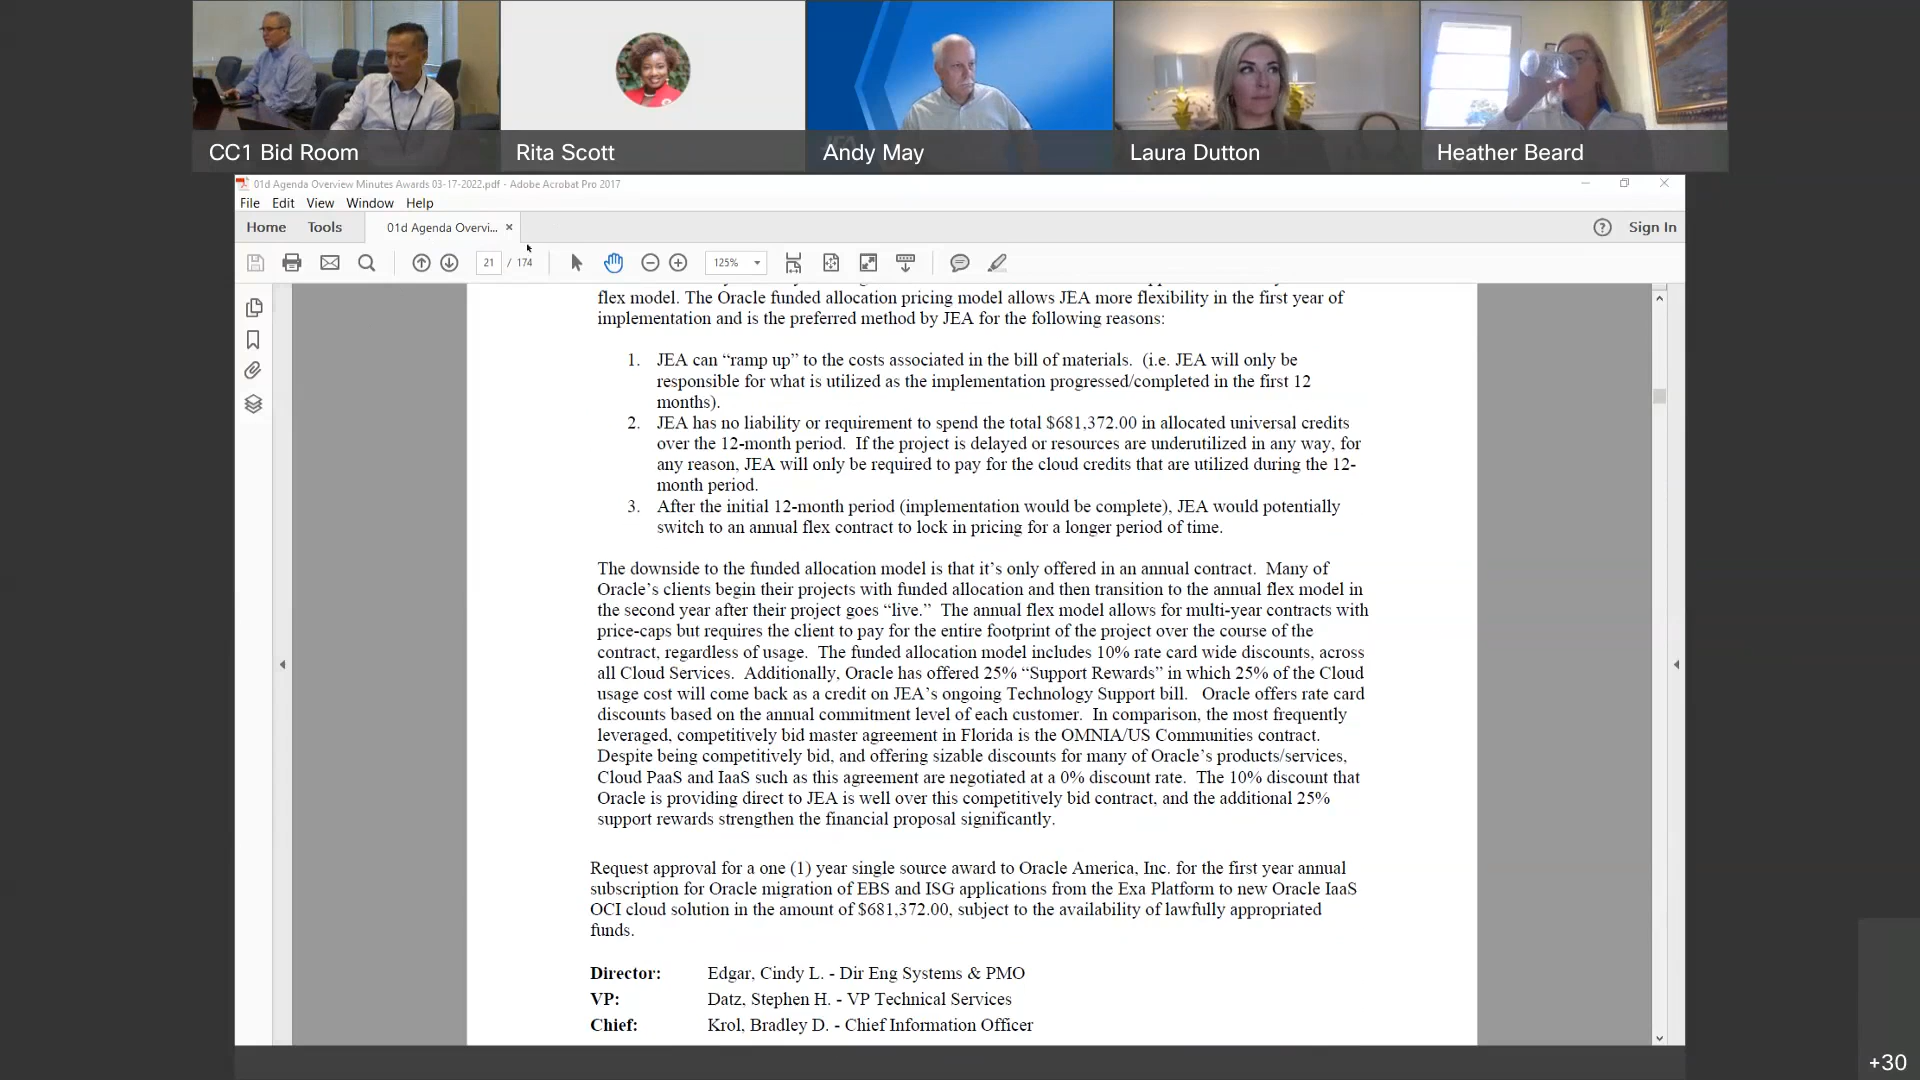 CC1 Bid Room
Rita Scott
Andy May
Laura Dutton
Heather Beard
01d Agenda Overview Minutes Awards 03-17-2022.pdf - Adobe Acrobat Pro 2017
File Edit View Window Help
Home Tools 01d Agenda Overvi... × Sign In
21 / 174 125%
flex model. The Oracle funded allocation pricing model allows JEA more flexibility in the first year of
implementation and is the preferred method by JEA for the following reasons:
1. JEA can “ramp up” to the costs associated in the bill of materials. (i.e. JEA will only be
responsible for what is utilized as the implementation progressed/completed in the first 12
months).
2. JEA has no liability or requirement to spend the total $681,372.00 in allocated universal credits
over the 12-month period. If the project is delayed or resources are underutilized in any way, for
any reason, JEA will only be required to pay for the cloud credits that are utilized during the 12-
month period.
3. After the initial 12-month period (implementation would be complete), JEA would potentially
switch to an annual flex contract to lock in pricing for a longer period of time.
The downside to the funded allocation model is that it’s only offered in an annual contract. Many of
Oracle’s clients begin their projects with funded allocation and then transition to the annual flex model in
the second year after their project goes “live.” The annual flex model allows for multi-year contracts with
price-caps but requires the client to pay for the entire footprint of the project over the course of the
contract, regardless of usage. The funded allocation model includes 10% rate card wide discounts, across
all Cloud Services. Additionally, Oracle has offered 25% “Support Rewards” in which 25% of the Cloud
usage cost will come back as a credit on JEA’s ongoing Technology Support bill. Oracle offers rate card
discounts based on the annual commitment level of each customer. In comparison, the most frequently
leveraged, competitively bid master agreement in Florida is the OMNIA/US Communities contract.
Despite being competitively bid, and offering sizable discounts for many of Oracle’s products/services,
Cloud PaaS and IaaS such as this agreement are negotiated at a 0% discount rate. The 10% discount that
Oracle is providing direct to JEA is well over this competitively bid contract, and the additional 25%
support rewards strengthen the financial proposal significantly.
Request approval for a one (1) year single source award to Oracle America, Inc. for the first year annual
subscription for Oracle migration of EBS and ISG applications from the Exa Platform to new Oracle IaaS
OCI cloud solution in the amount of $681,372.00, subject to the availability of lawfully appropriated
funds.
Director: Edgar, Cindy L. - Dir Eng Systems & PMO
VP: Datz, Stephen H. - VP Technical Services
Chief: Krol, Bradley D. - Chief Information Officer
+30